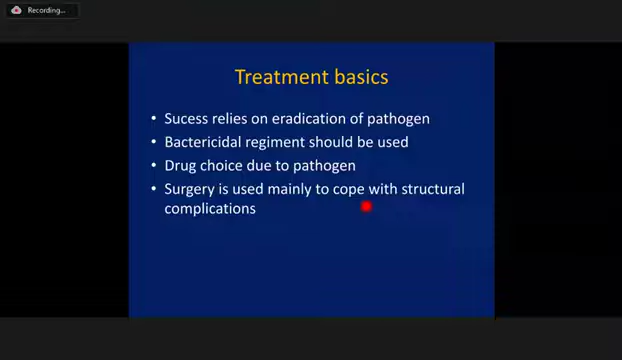 Recording...
Treatment basics
• Sucess relies on eradication of pathogen
• Bactericidal regiment should be used
• Drug choice due to pathogen
• Surgery is used mainly to cope with structural
complications